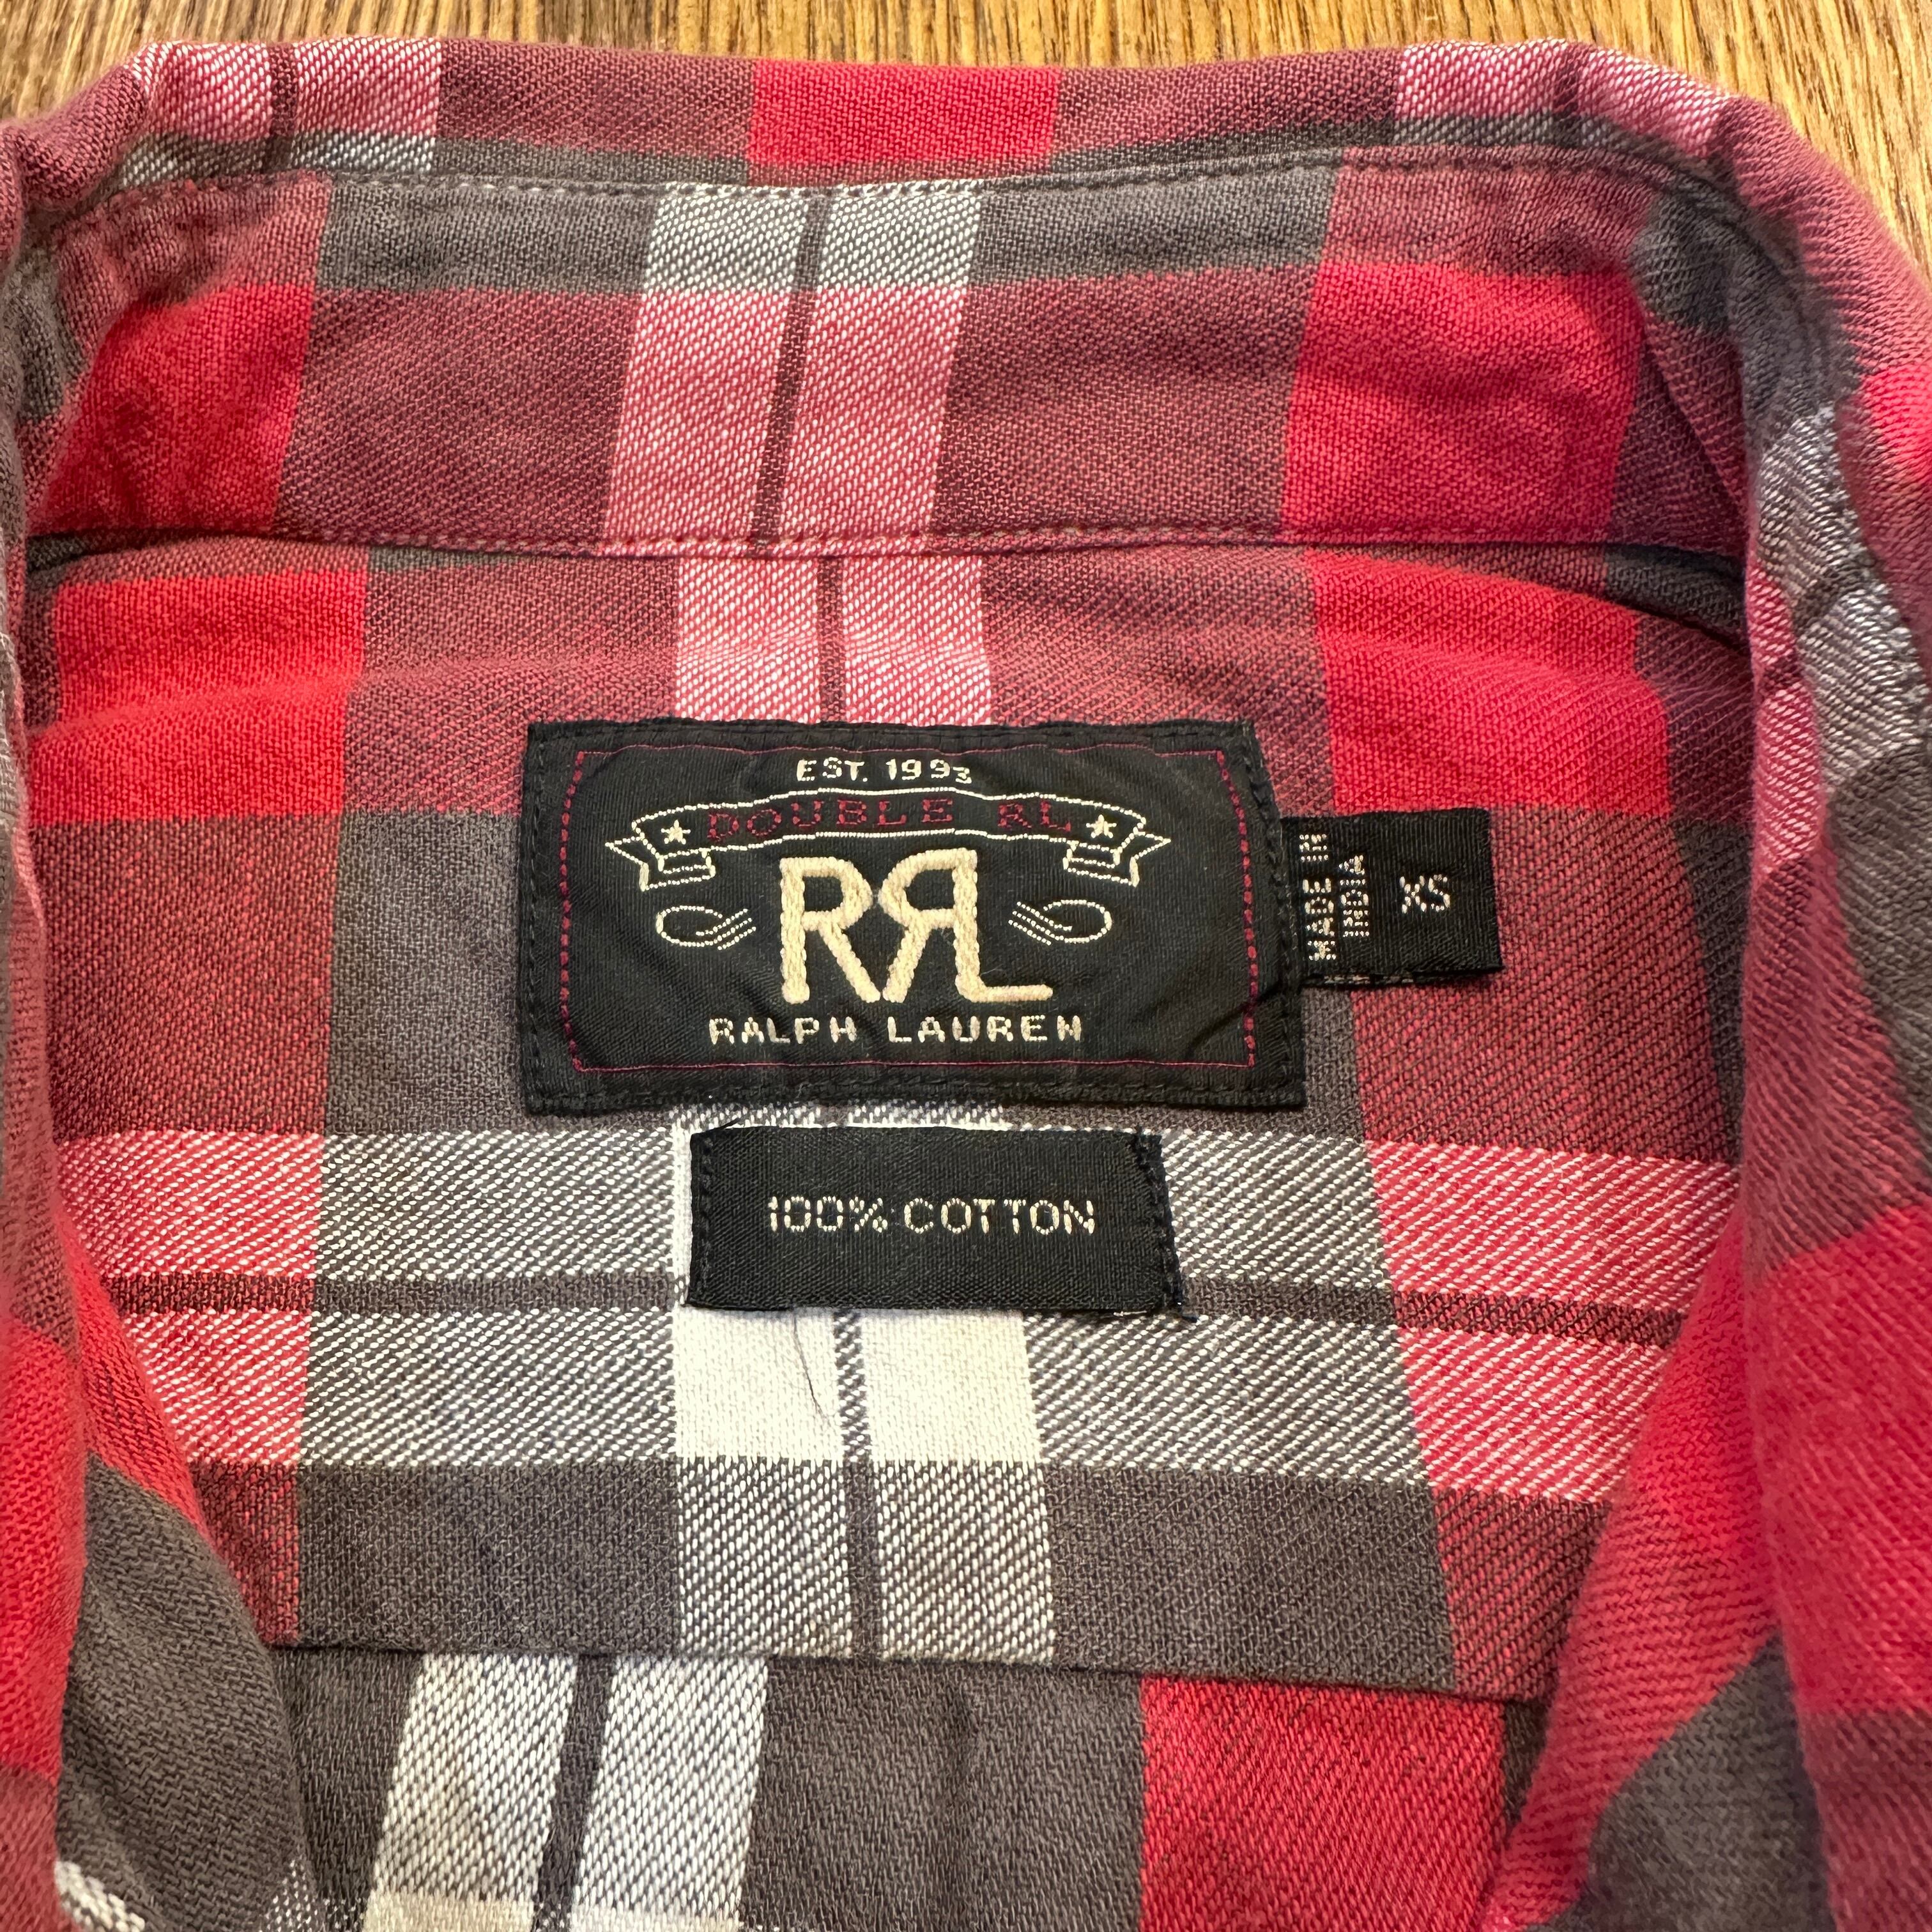 EST. 1993
DOUBLE RL
RRL
RALPH LAUREN
MADE IN
INDIA
XS
100% COTTON